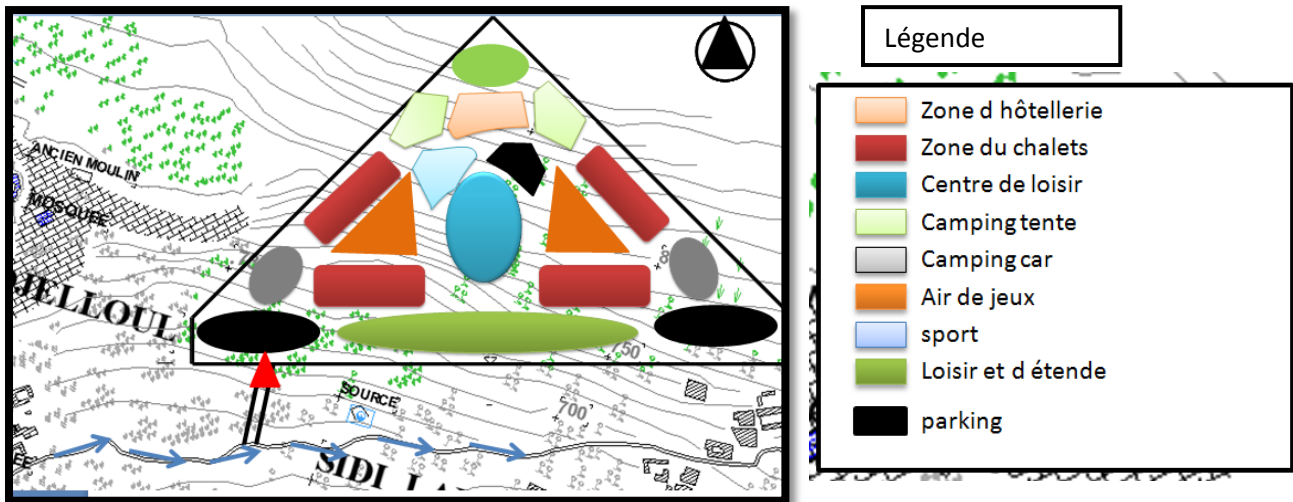 ANCIEN MOULIN
MOSQUEE
JELLOUL
SOURCE
750
700
SIDI LA
Légende
Zone d hôtellerie
Zone du chalets
Centre de loisir
Camping tente
Camping car
Air de jeux
sport
Loisir et d étende
parking